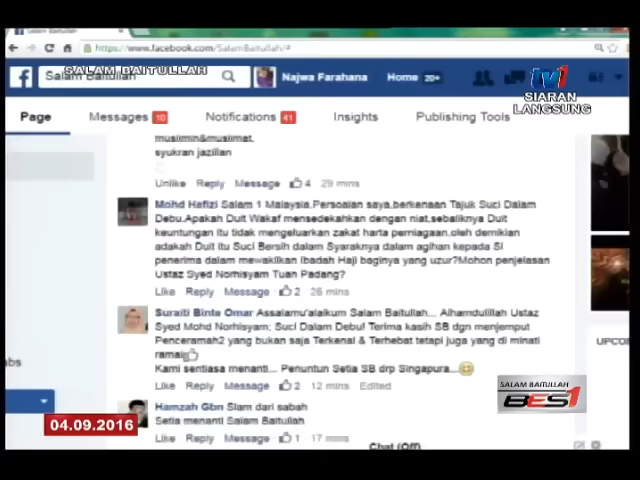 Salam Baitullah
https://www.facebook.com/SalamBaitullah/#
Salam Baitullah
SALAM BAITULLAH
Najwa Farahana
Home 20+
tv1
SIARAN
LANGSUNG
Page
Messages 10
Notifications 41
Insights
Publishing Tools
muslimin&muslimat,
syukran jazillan
Unlike Reply Message 4 29 mins
Mohd Hafizi Salam 1 Malaysia.Persoalan saya,berkenaan Tajuk Suci Dalam
Debu.Apakah Duit Wakaf mensedekahkan dengan niat,sebaliknya Duit
keuntungan itu tidak mengeluarkan zakat harta perniagaan.oleh demikian
adakah Duit itu Suci Bersih dalam Syaraknya dalam agihan kepada Si
penerima dalam mewakilkan Ibadah Haji baginya yang uzur?Mohon penjelasan
Ustaz Syed Norhisyam Tuan Padang?
Like Reply Message 2 26 mins
Suraiti Binte Omar Assalamu'alaikum Salam Baitullah... Alhamdulillah Ustaz
Syed Mohd Norhisyam; Suci Dalam Debu! Terima kasih SB dgn menjemput
Penceramah2 yang bukan saja Terkenal & Terhebat tetapi juga yang di minati
ramai
Kami sentiasa menanti... Penuntun Setia SB drp Singapura...
Like Reply Message 2 12 mins Edited
Hamzah Gbn Slam dari sabah
Setia menanti Salam Baitullah
Like Reply Message 1 17 mins
Chat (Off)
UPCO
abs
SALAM BAITULLAH
BES1
04.09.2016